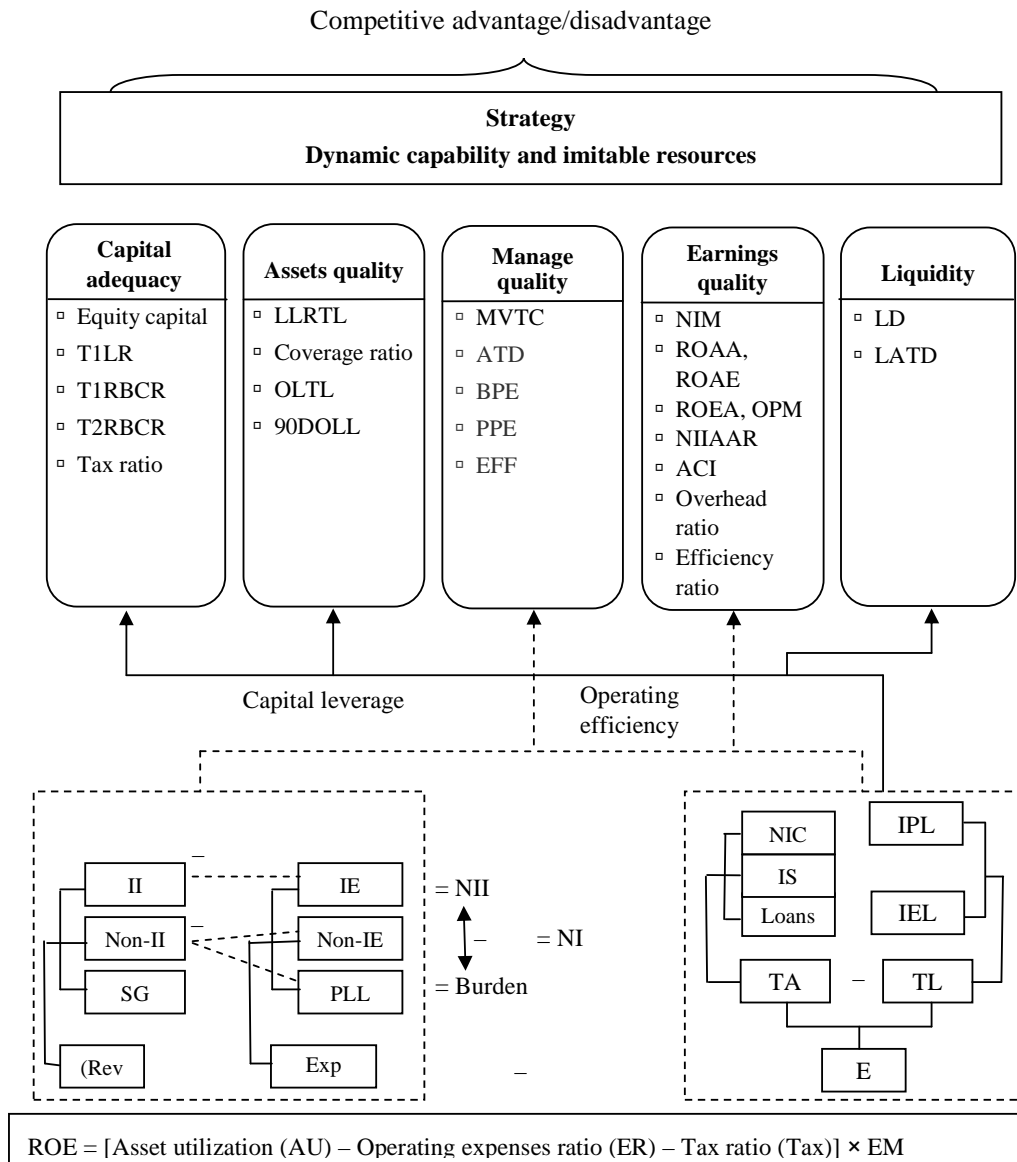 Competitive advantage/disadvantage
Strategy
Dynamic capability and imitable resources
Capital
adequacy
▫ Equity capital
▫ T1LR
▫ T1RBCR
▫ T2RBCR
▫ Tax ratio
Assets quality
▫ LLRTL
▫ Coverage ratio
▫ OLTL
▫ 90DOLL
Manage
quality
▫ MVTC
▫ ATD
▫ BPE
▫ PPE
▫ EFF
Earnings
quality
▫ NIM
▫ ROAA,
ROAE
▫ ROEA, OPM
▫ NIIAAR
▫ ACI
▫ Overhead
ratio
▫ Efficiency
ratio
Liquidity
▫ LD
▫ LATD
Capital leverage
Operating
efficiency
–
II
IE
= NII
–
Non-II
Non-IE
–
= NI
SG
PLL
= Burden
(Rev
Exp
–
NIC
IS
Loans
IPL
IEL
TA
–
TL
E
ROE = [Asset utilization (AU) – Operating expenses ratio (ER) – Tax ratio (Tax)] × EM